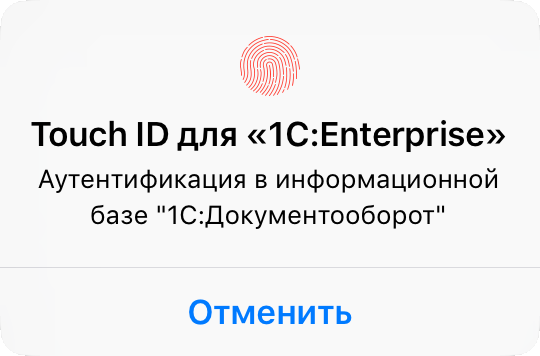 Touch ID для «1C:Enterprise»
Аутентификация в информационной
базе "1С:Документооборот"
Отменить